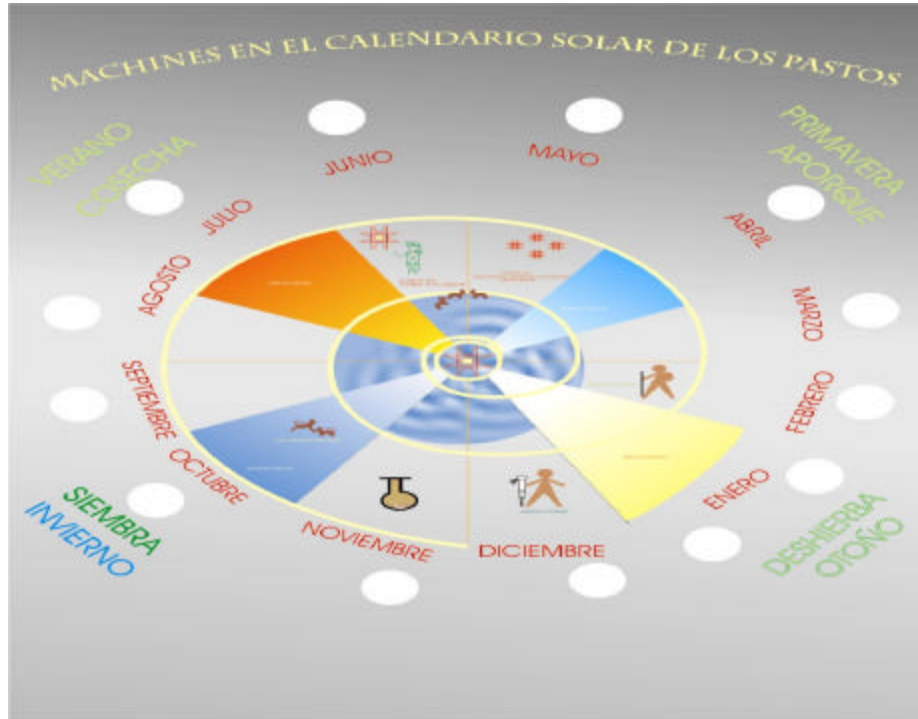 MACHINES EN EL CALENDARIO SOLAR DE LOS PASTOS
VERANO
COSECHA
PRIMAVERA
APORQUE
JUNIO
MAYO
JULIO
ABRIL
AGOSTO
MARZO
SEPTIEMBRE
FEBRERO
OCTUBRE
ENERO
NOVIEMBRE
DICIEMBRE
SIEMBRA
INVIERNO
DESHIERBA
OTOÑO